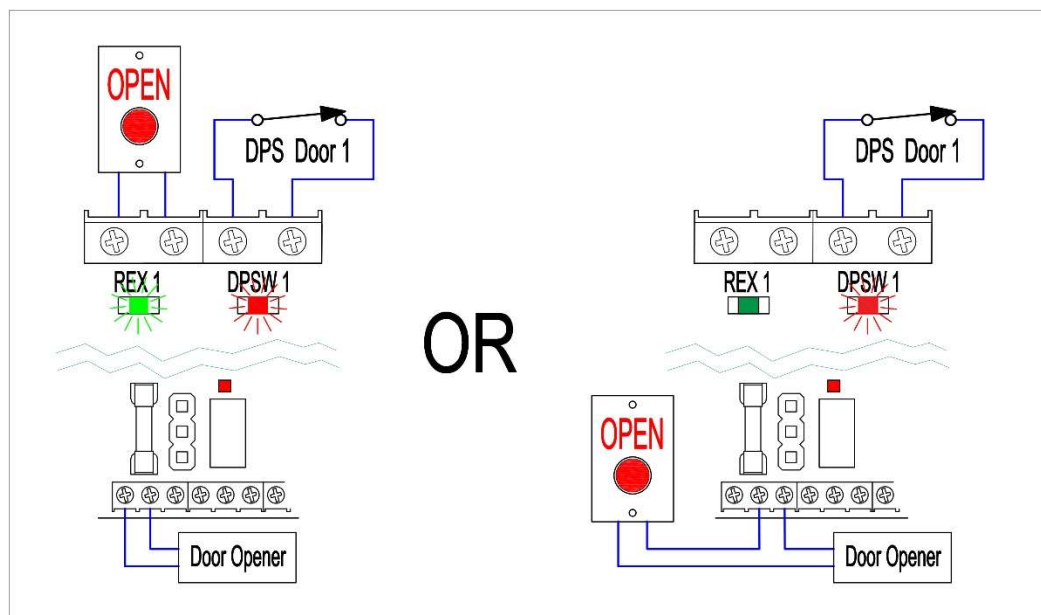 OPEN
DPS Door 1
REX 1
DPSW 1
Door Opener
OR
DPS Door 1
REX 1
DPSW 1
OPEN
Door Opener